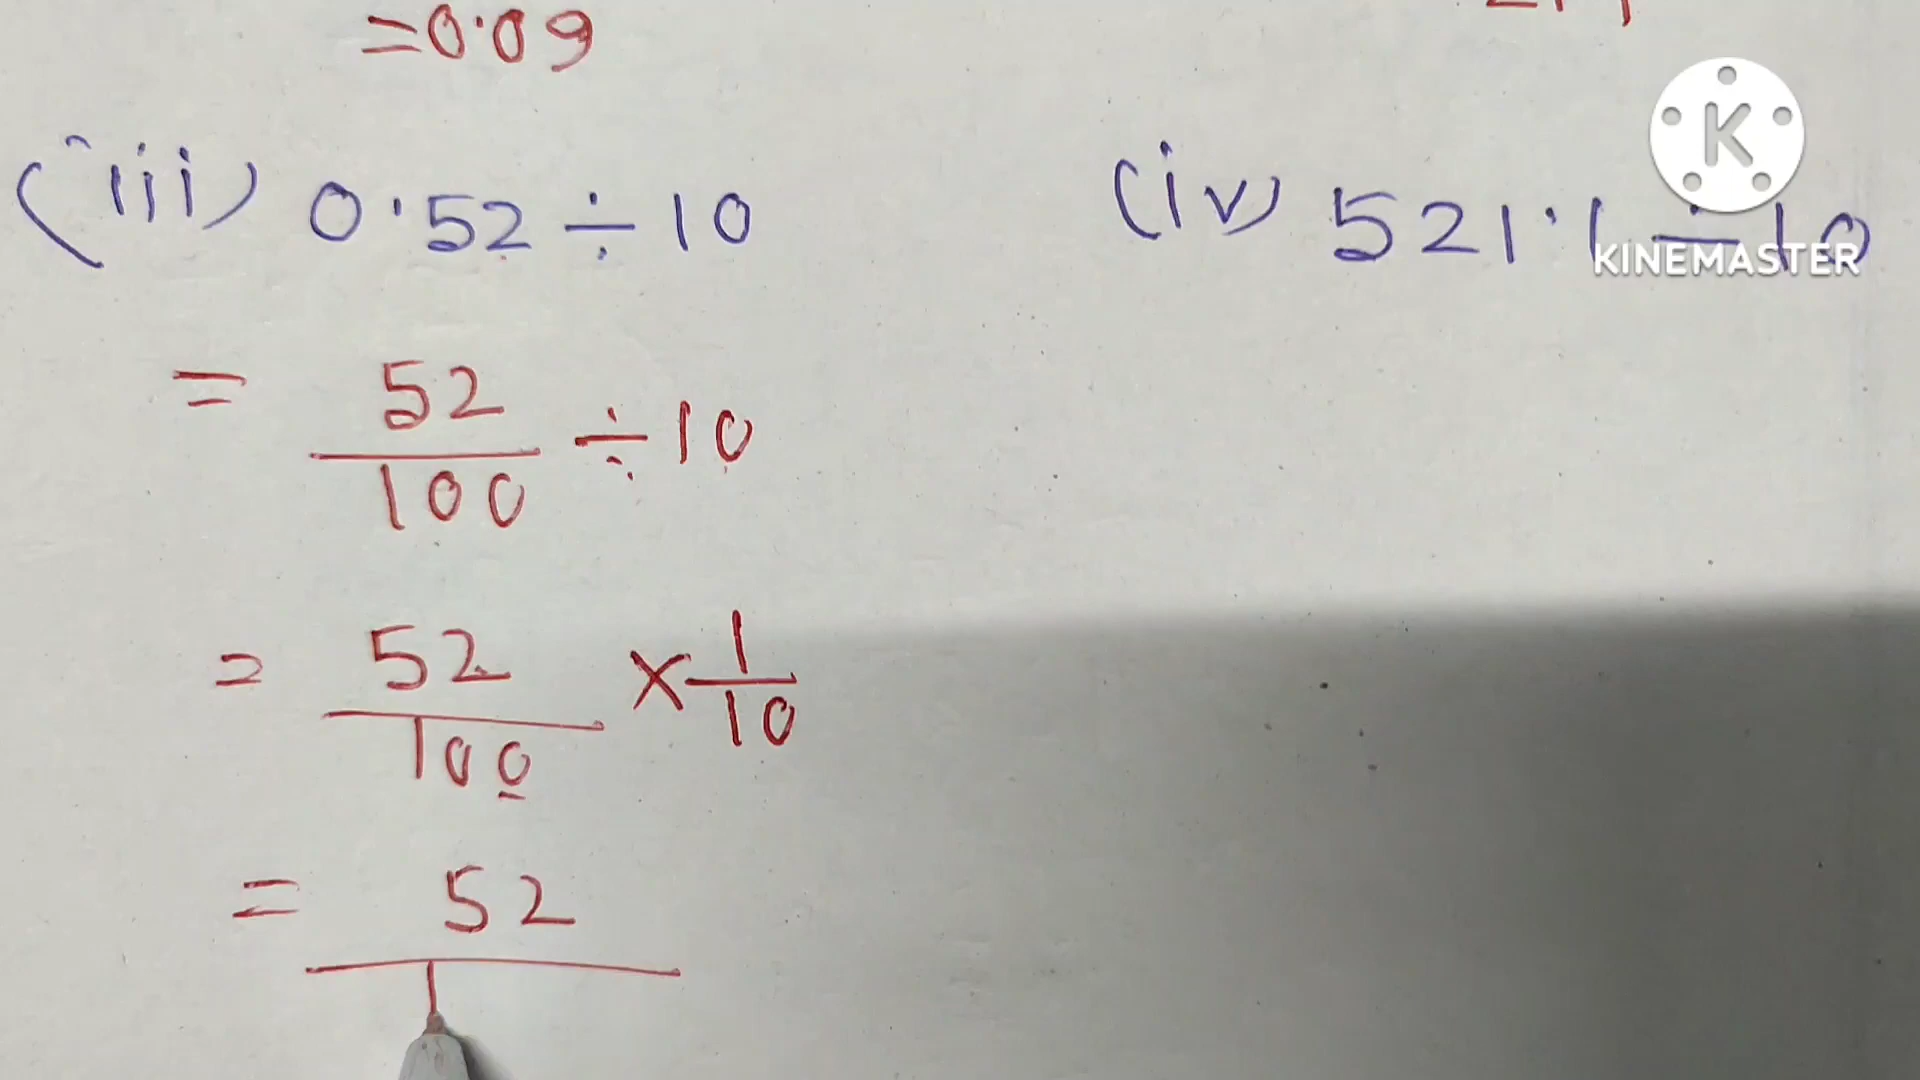 =0.09
(iii) 0.52 ÷ 10
= 52/100 ÷ 10
= 52/100 × 1/10
= 52/1
(iv) 521.1 ÷ 10
K
KINEMASTER